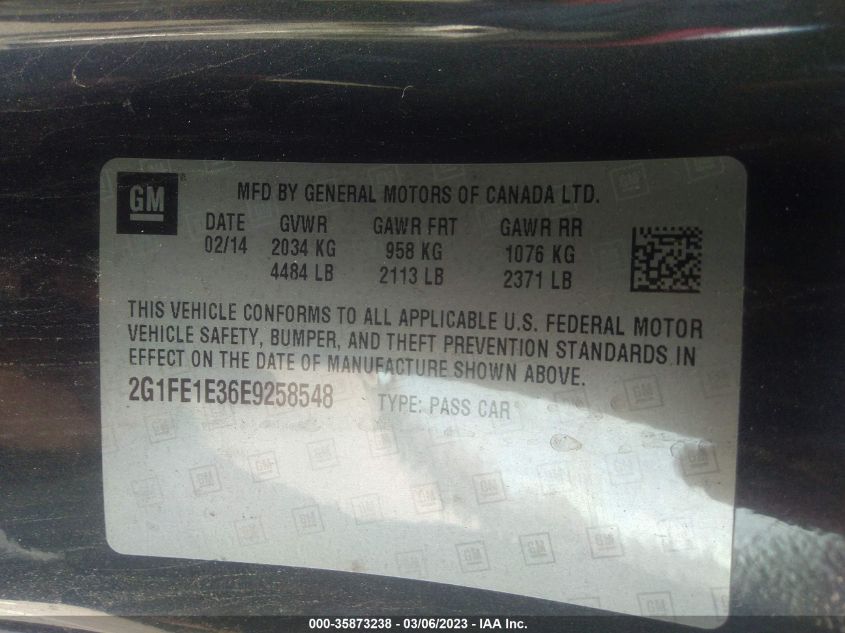 GM ® MFD BY GENERAL MOTORS OF CANADA LTD.
DATE GVWR GAWR FRT GAWR RR
02/14 2034 KG 958 KG 1076 KG
4484 LB 2113 LB 2371 LB
THIS VEHICLE CONFORMS TO ALL APPLICABLE U.S. FEDERAL MOTOR
VEHICLE SAFETY, BUMPER, AND THEFT PREVENTION STANDARDS IN
EFFECT ON THE DATE OF MANUFACTURE SHOWN ABOVE.
2G1FE1E36E9258548 TYPE: PASS CAR
000-35873238 - 03/06/2023 - IAA Inc.